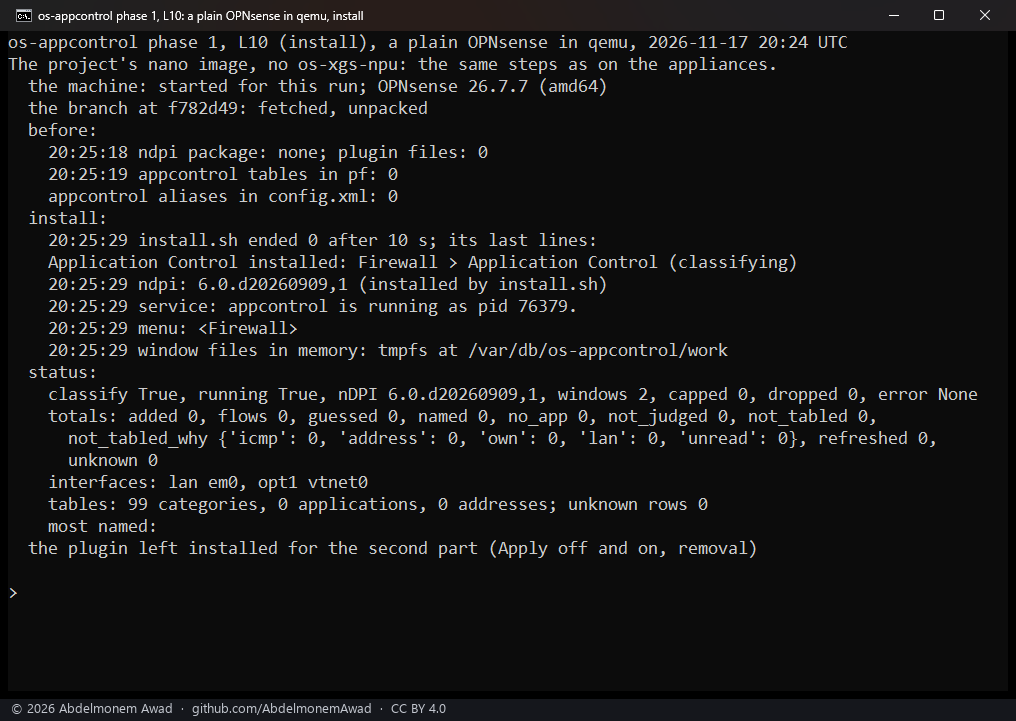 os-appcontrol phase 1, L10: a plain OPNsense in qemu, install
os-appcontrol phase 1, L10 (install), a plain OPNsense in qemu, 2026-11-17 20:24 UTC
The project's nano image, no os-xgs-npu: the same steps as on the appliances.
the machine: started for this run; OPNsense 26.7.7 (amd64)
the branch at f782d49: fetched, unpacked
before:
20:25:18 ndpi package: none; plugin files: 0
20:25:19 appcontrol tables in pf: 0
appcontrol aliases in config.xml: 0
install:
20:25:29 install.sh ended 0 after 10 s; its last lines:
Application Control installed: Firewall > Application Control (classifying)
20:25:29 ndpi: 6.0.d20260909,1 (installed by install.sh)
20:25:29 service: appcontrol is running as pid 76379.
20:25:29 menu: <Firewall>
20:25:29 window files in memory: tmpfs at /var/db/os-appcontrol/work
status:
classify True, running True, nDPI 6.0.d20260909,1, windows 2, capped 0, dropped 0, error None
totals: added 0, flows 0, guessed 0, named 0, no_app 0, not_judged 0, not_tabled 0,
not_tabled_why {'icmp': 0, 'address': 0, 'own': 0, 'lan': 0, 'unread': 0}, refreshed 0,
unknown 0
interfaces: lan em0, opt1 vtnet0
tables: 99 categories, 0 applications, 0 addresses; unknown rows 0
most named:
the plugin left installed for the second part (Apply off and on, removal)
>
© 2026 Abdelmonem Awad · github.com/AbdelmonemAwad · CC BY 4.0